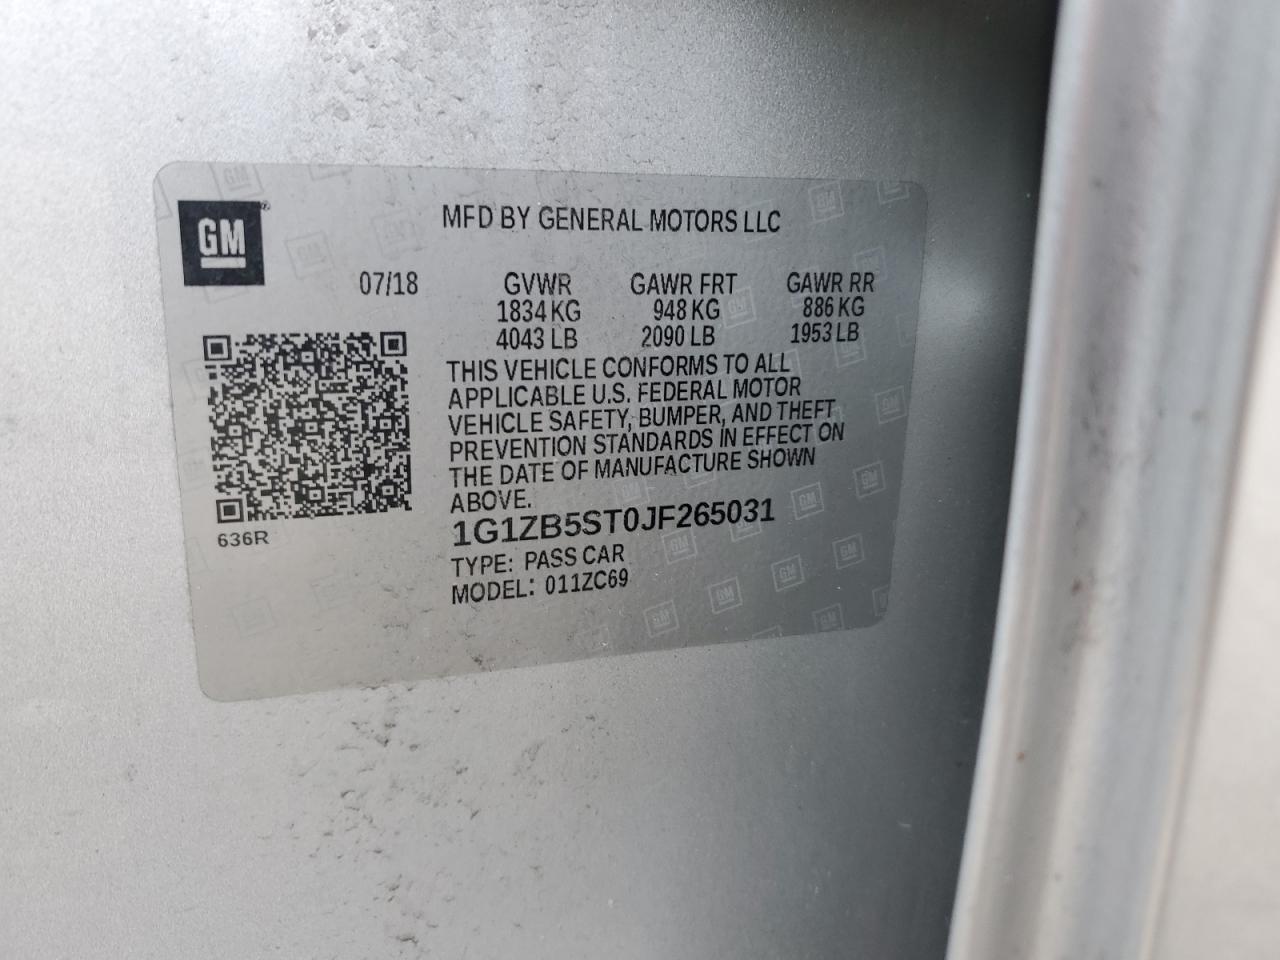 GM
MFD BY GENERAL MOTORS LLC
07/18 GVWR GAWR FRT GAWR RR
1834 KG 948 KG 886 KG
4043 LB 2090 LB 1953 LB
THIS VEHICLE CONFORMS TO ALL
APPLICABLE U.S. FEDERAL MOTOR
VEHICLE SAFETY, BUMPER, AND THEFT
PREVENTION STANDARDS IN EFFECT ON
THE DATE OF MANUFACTURE SHOWN
ABOVE.
1G1ZB5ST0JF265031
636R
TYPE: PASS CAR
MODEL: 011ZC69